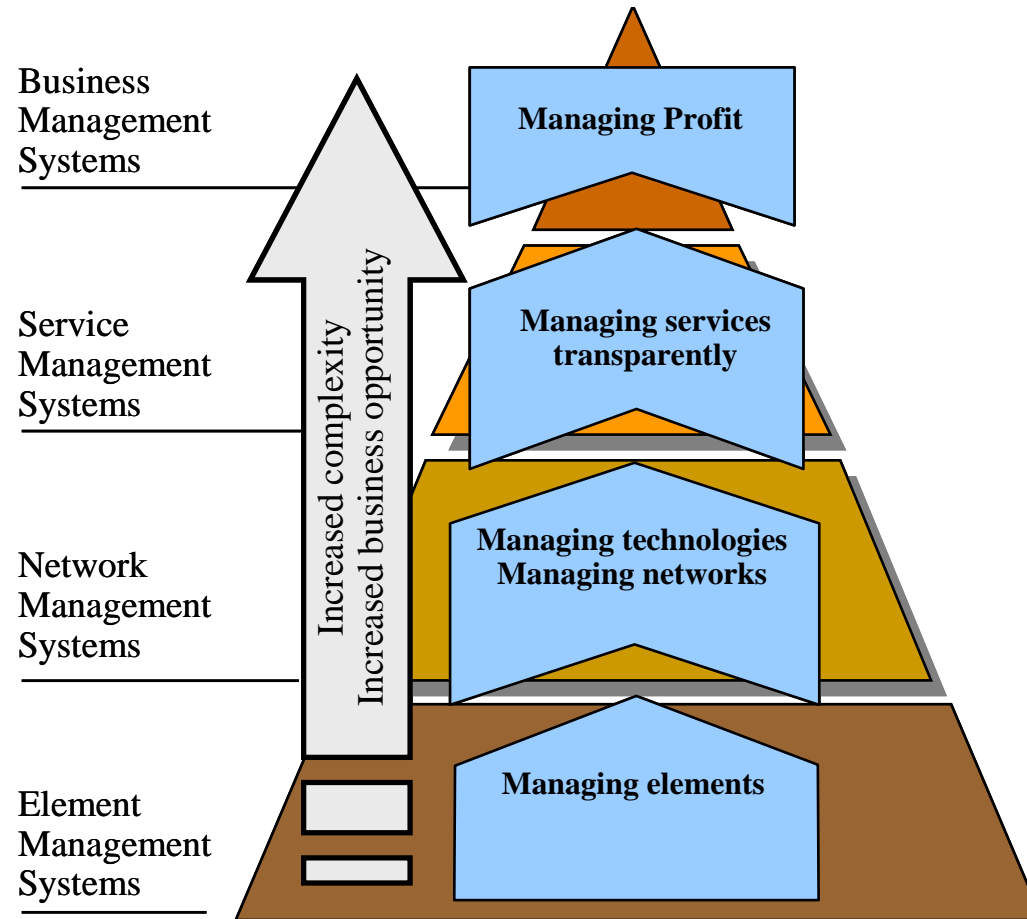 Business
Management
Systems
Managing Profit
Service
Management
Systems
Managing services
transparently
Increased complexity
Increased business opportunity
Network
Management
Systems
Managing technologies
Managing networks
Element
Management
Systems
Managing elements